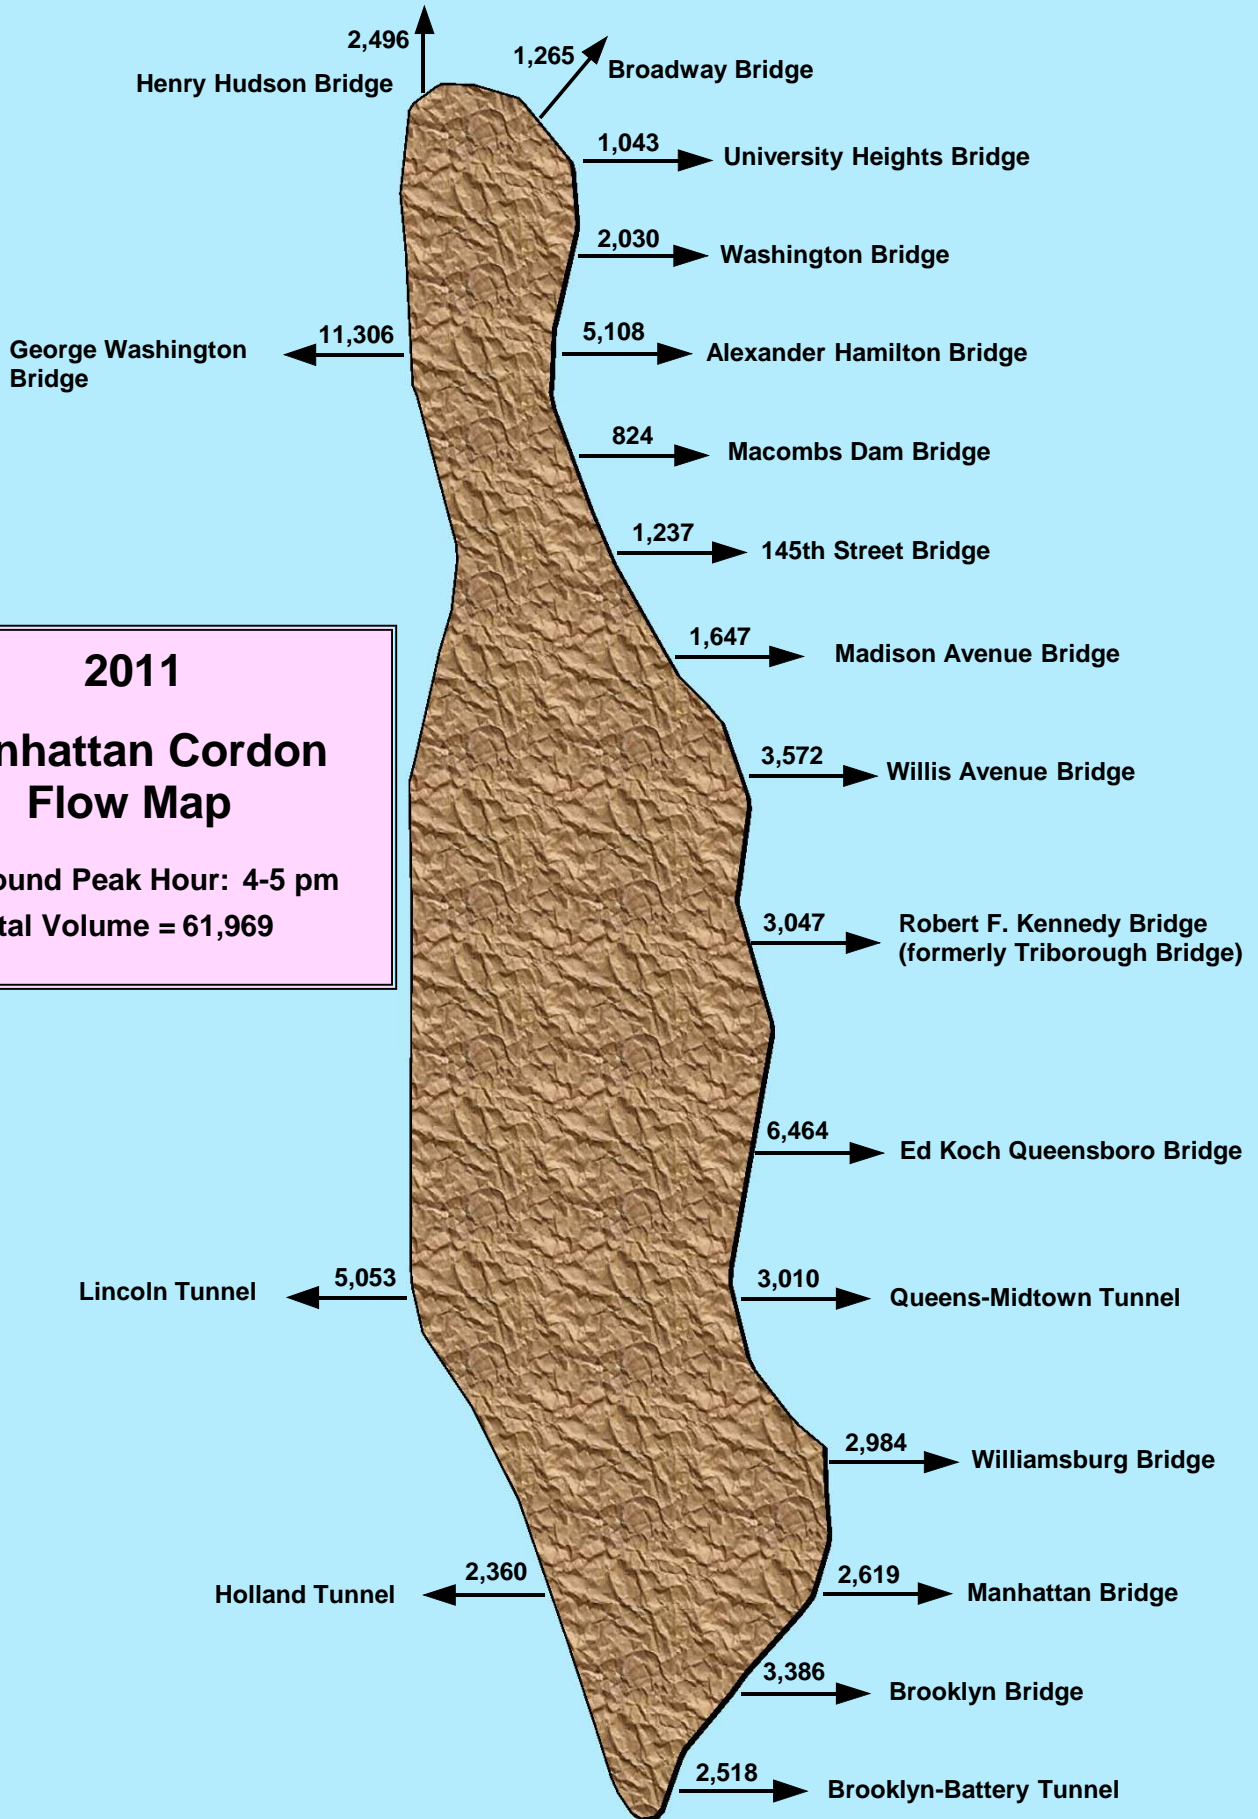 2,496
1,265
Henry Hudson Bridge
Broadway Bridge
1,043
University Heights Bridge
2,030
Washington Bridge
George Washington
Bridge
11,306
5,108
Alexander Hamilton Bridge
824
Macombs Dam Bridge
1,237
145th Street Bridge
1,647
Madison Avenue Bridge
2011
nhattan Cordon
Flow Map
ound Peak Hour: 4-5 pm
tal Volume = 61,969
3,572
Willis Avenue Bridge
3,047
Robert F. Kennedy Bridge
(formerly Triborough Bridge)
6,464
Ed Koch Queensboro Bridge
Lincoln Tunnel
5,053
3,010
Queens-Midtown Tunnel
2,984
Williamsburg Bridge
Holland Tunnel
2,360
2,619
Manhattan Bridge
3,386
Brooklyn Bridge
2,518
Brooklyn-Battery Tunnel